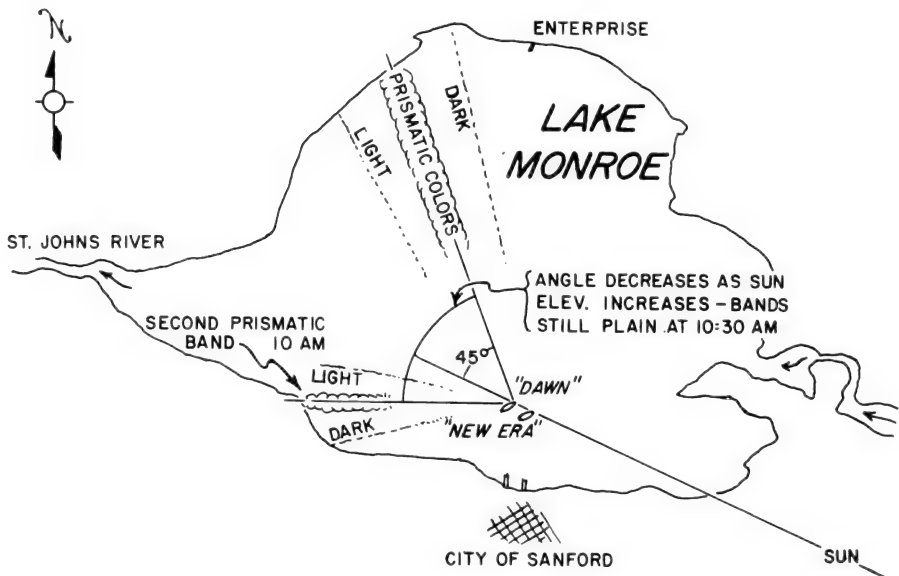 N
ENTERPRISE
PRISMATIC COLORS
DARK
LIGHT
LAKE
MONROE
ST. JOHNS RIVER
ANGLE DECREASES AS SUN
ELEV. INCREASES – BANDS
STILL PLAIN AT 10:30 AM
SECOND PRISMATIC
BAND 10 AM
45°
LIGHT
"DAWN"
DARK
"NEW ERA"
CITY OF SANFORD
SUN